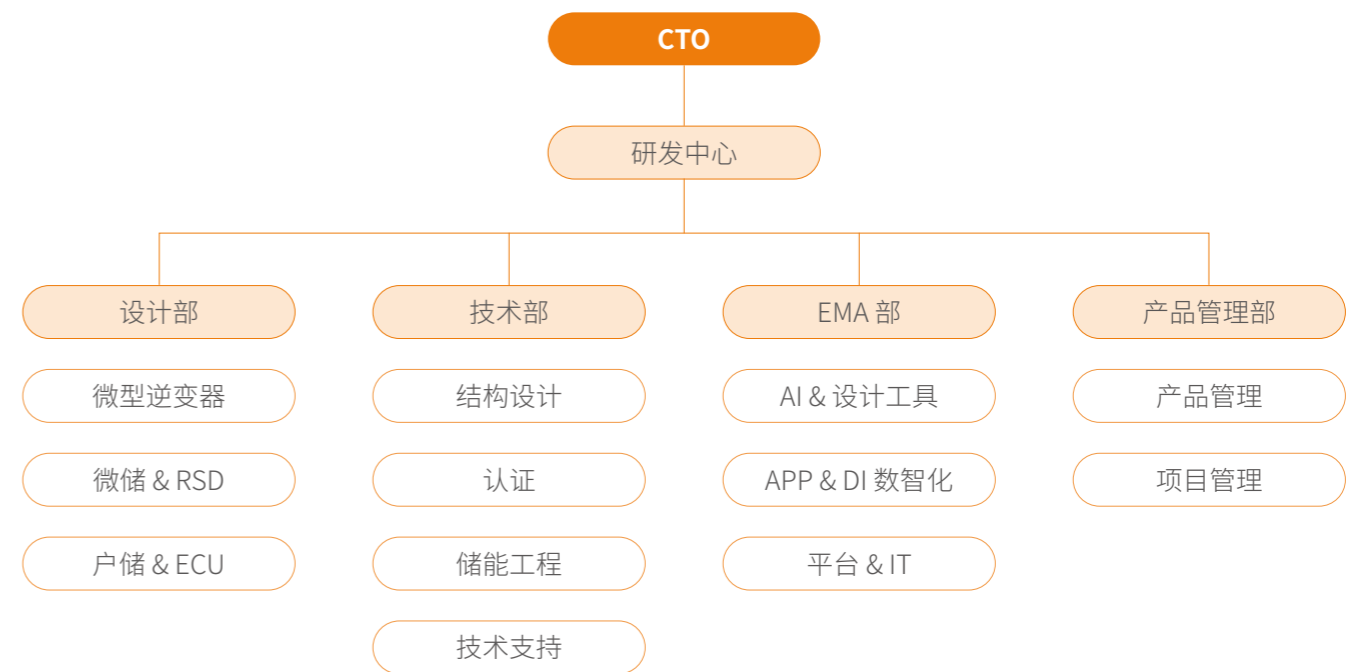 CTO
研发中心
设计部
技术部
EMA 部
产品管理部
微型逆变器
结构设计
AI & 设计工具
产品管理
微储 & RSD
认证
APP & DI 数智化
项目管理
户储 & ECU
储能工程
平台 & IT
技术支持